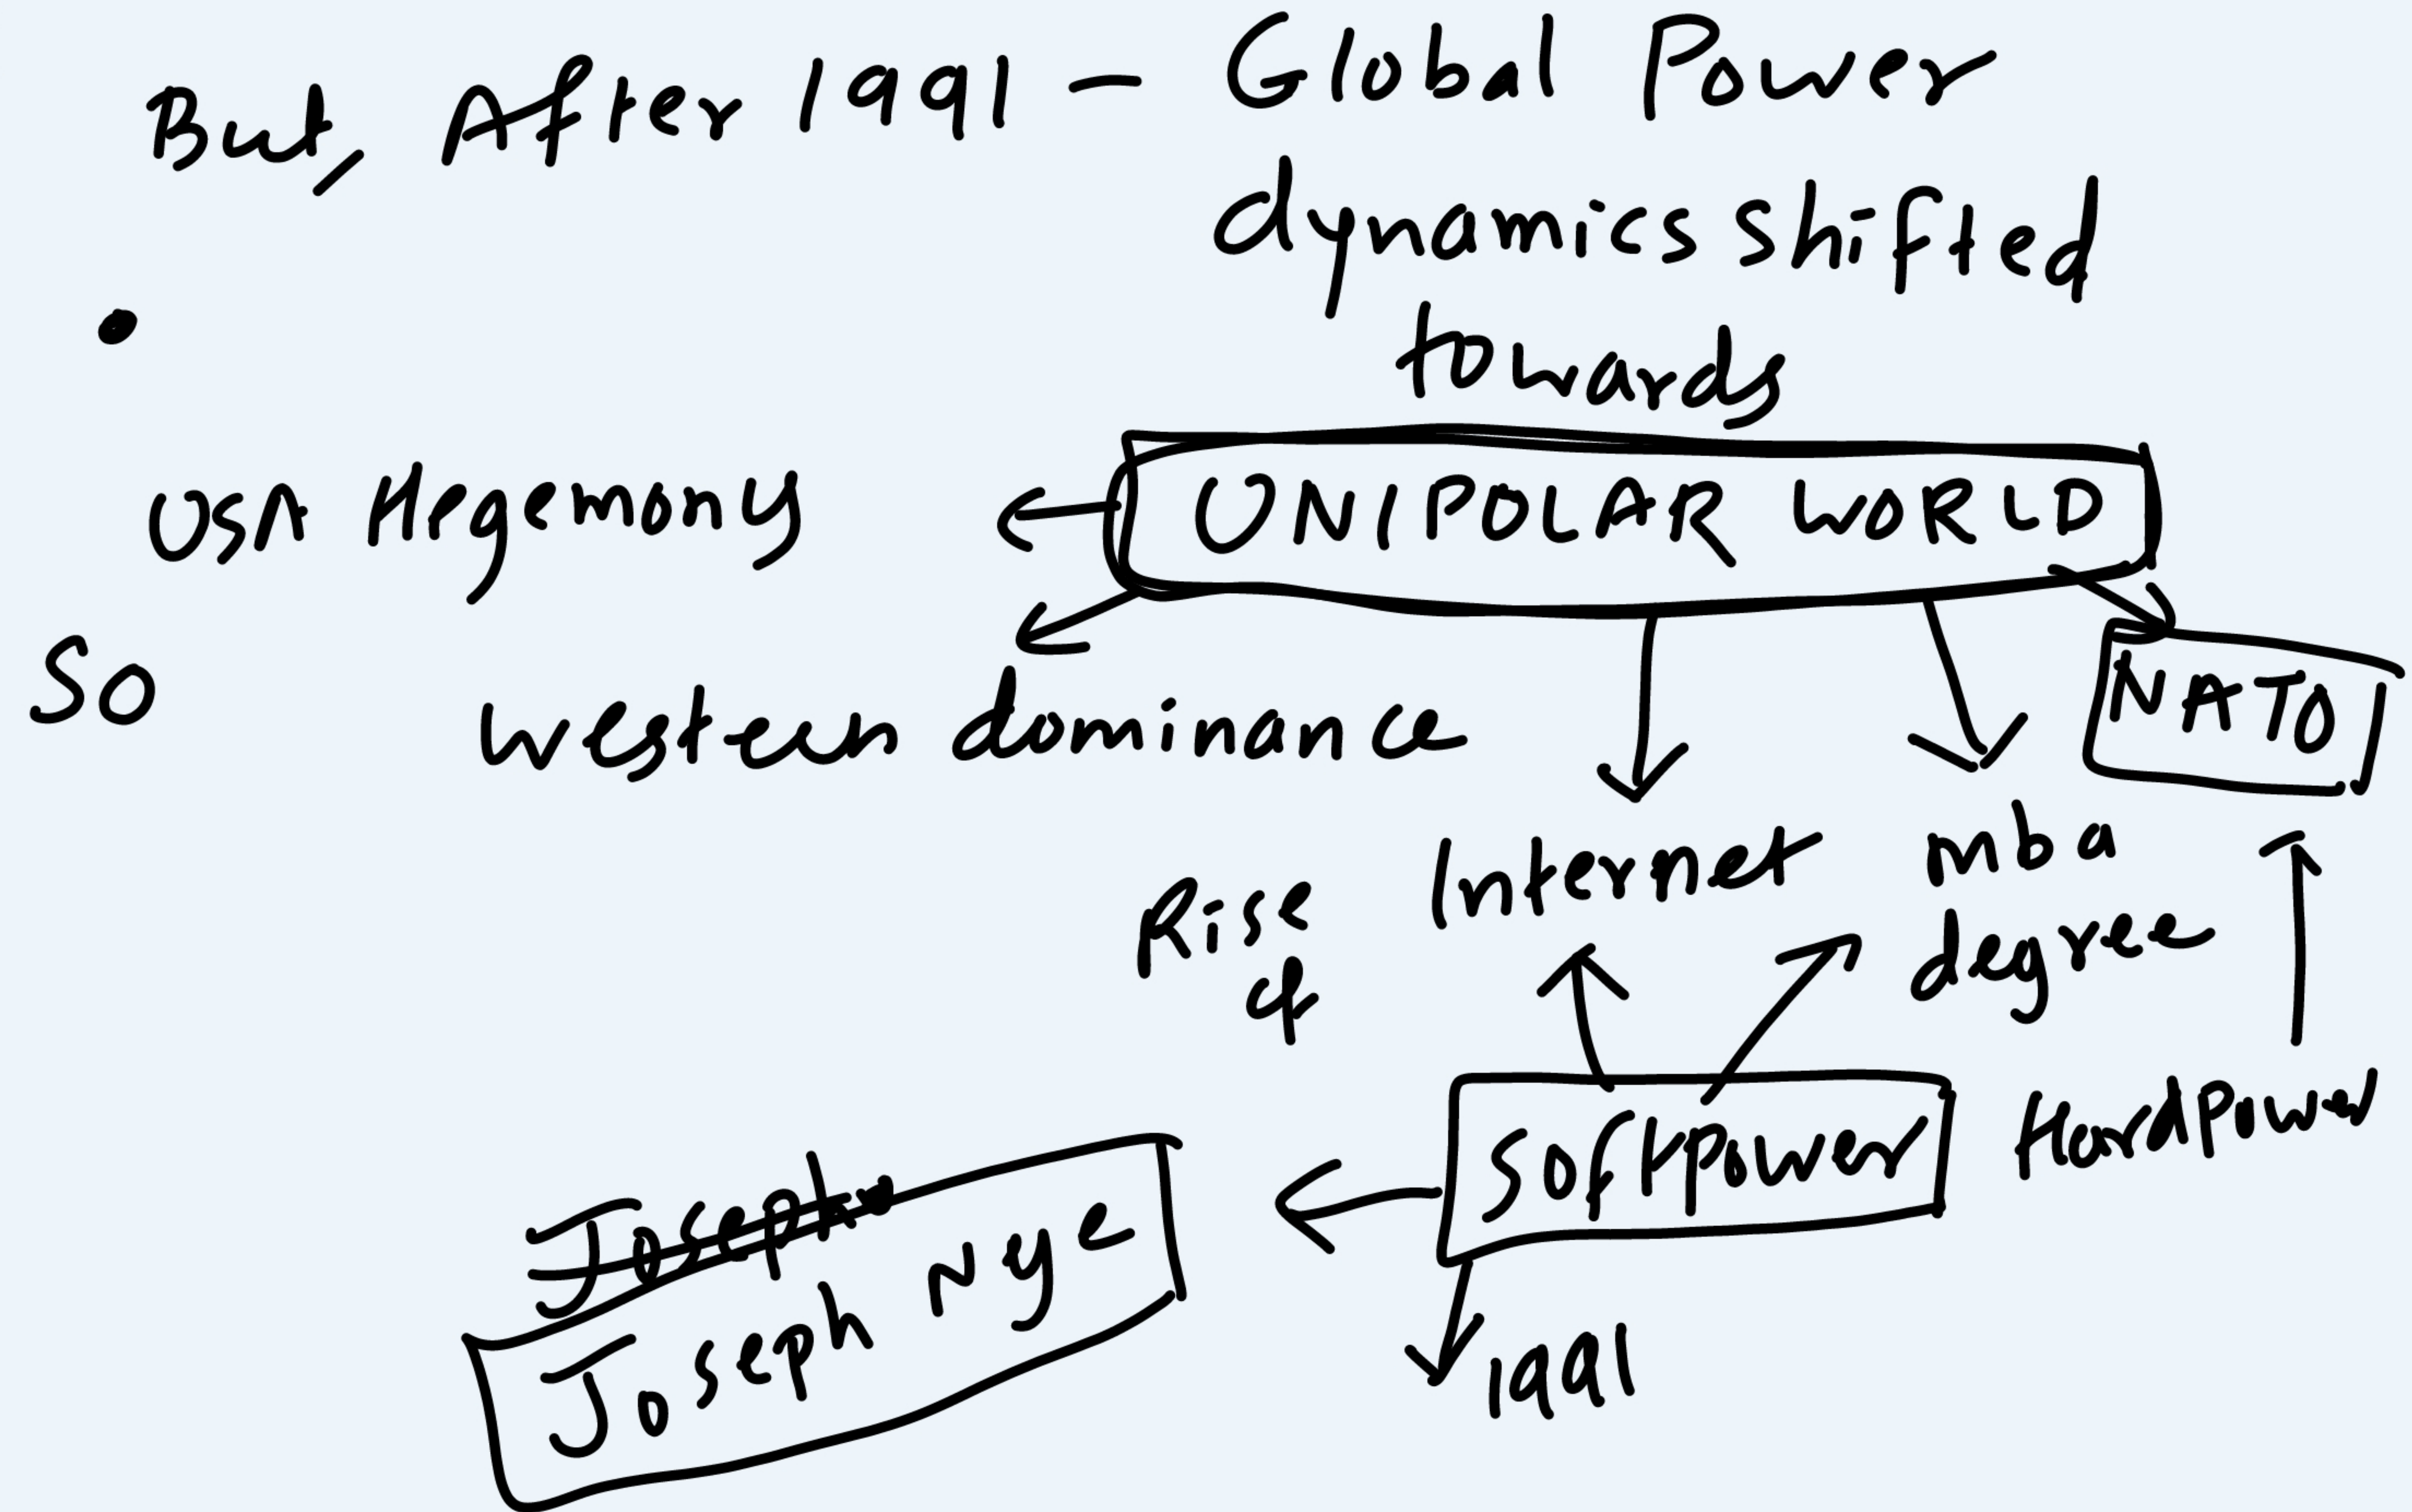 But, After 1991 — Global Power
dynamics shifted
towards
•
USA Hegemony ← UNIPOLAR WORLD
So
Western dominance
NATO
Rise of
Internet
mba
degree
Softpower
Hardpower
Joseph
Joseph Nye
1991